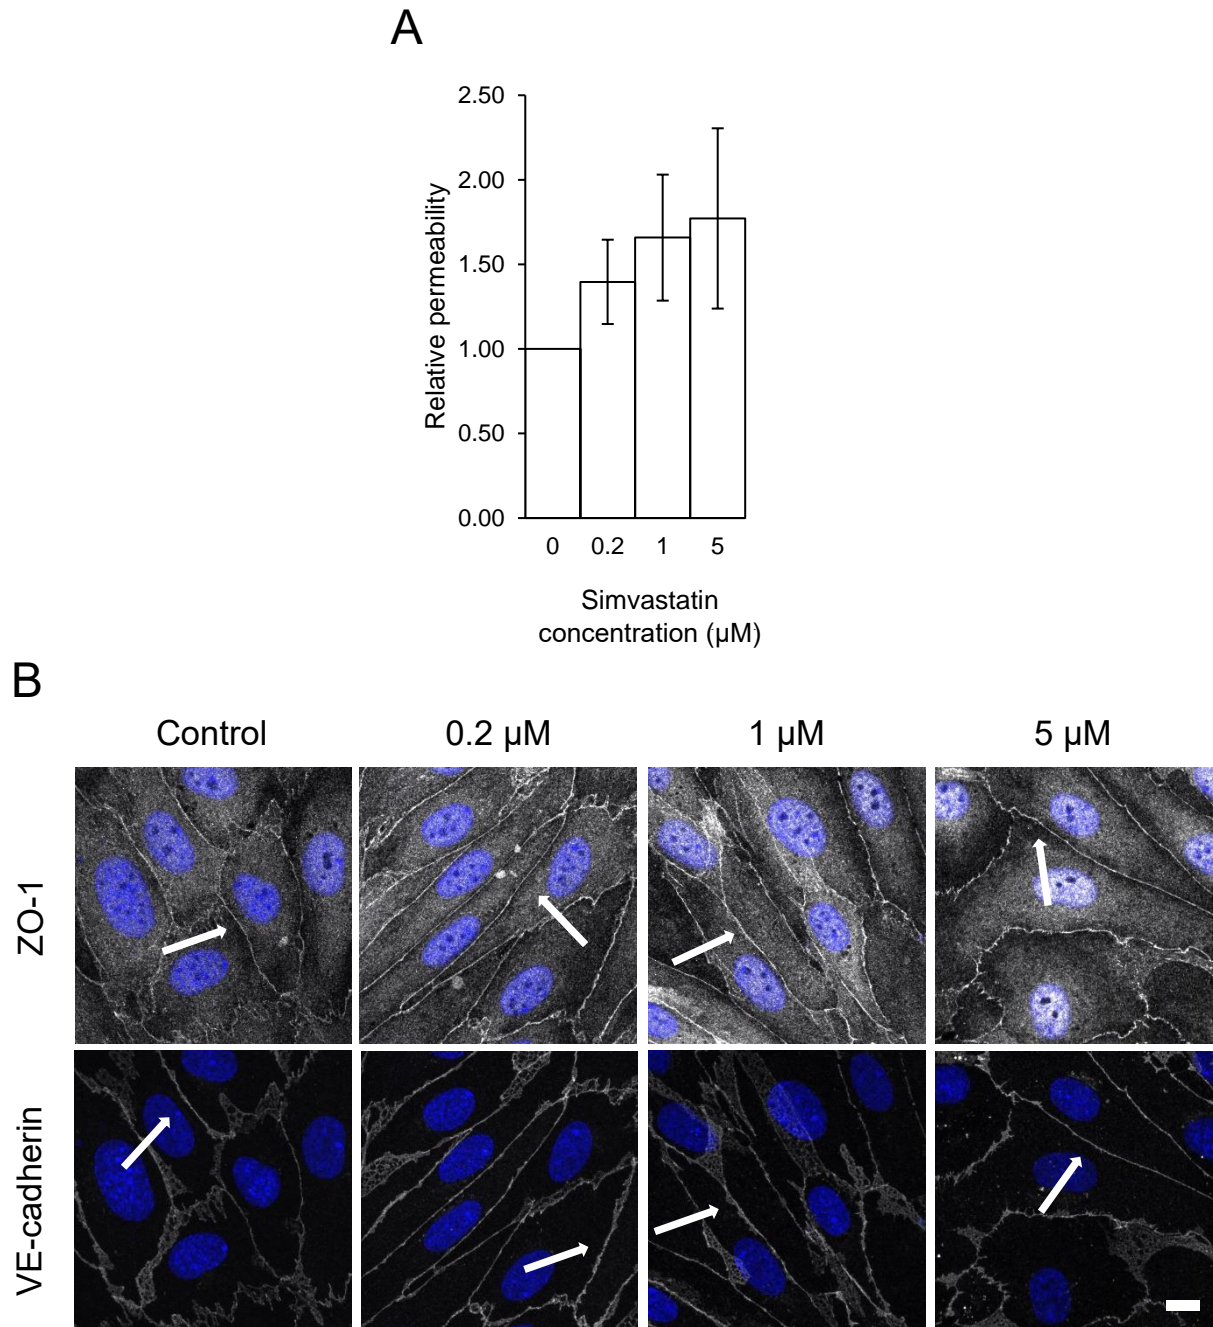 A
2.50
2.00
1.50
1.00
0.50
0.00
Relative permeability
0 0.2 1 5
Simvastatin
concentration (µM)
B
Control 0.2 µM 1 µM 5 µM
ZO-1
VE-cadherin